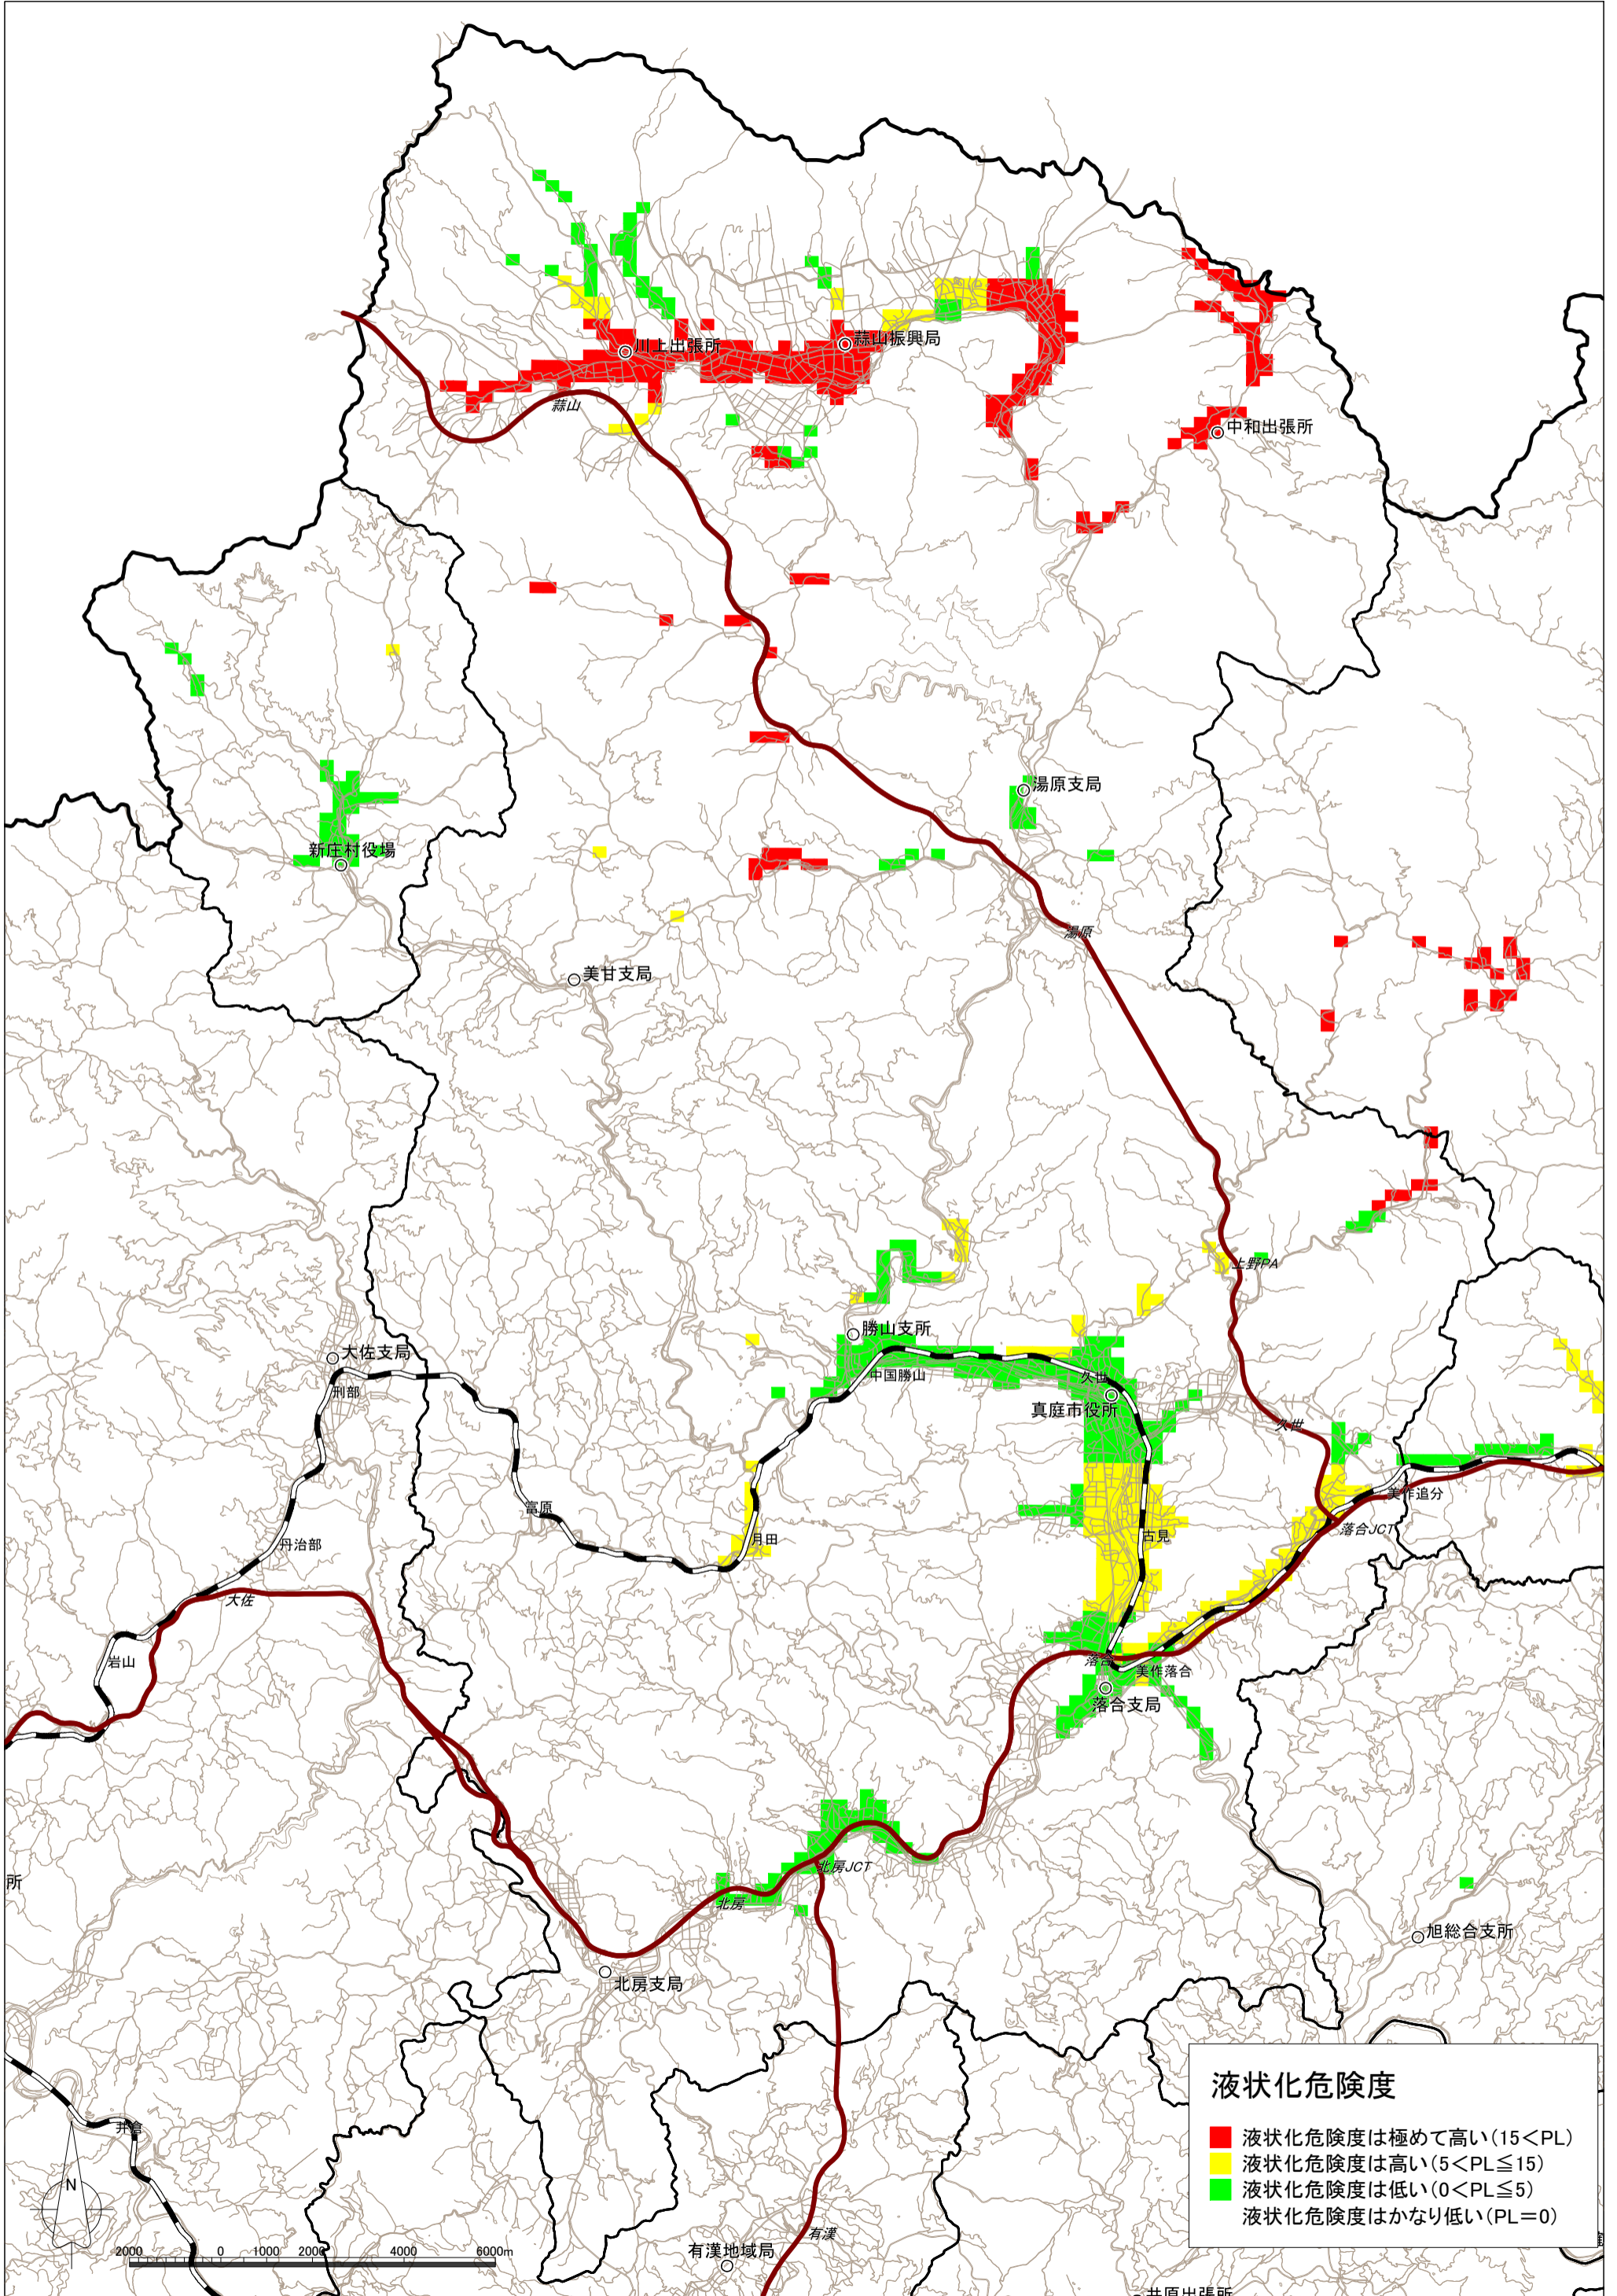 川上出張所
蒜山振興局
蒜山
中和出張所
湯原支局
新庄村役場
湯原
美甘支局
上野PA
勝山支所
大佐支局
中国勝山
久世
刑部
真庭市役所
久世
美作追分
富原
落合JCT
月田
古見
丹治部
大佐
岩山
落合
美作落合
落合支局
北房JCT
所
北房
旭総合支所
北房支局
液状化危険度
井倉
液状化危険度は極めて高い(15＜PL)
液状化危険度は高い(5＜PL≦15)
N
液状化危険度は低い(0＜PL≦5)
液状化危険度はかなり低い(PL＝0)
有漢
有漢地域局
2000 0 1000 2000 4000 6000m
井原出張所